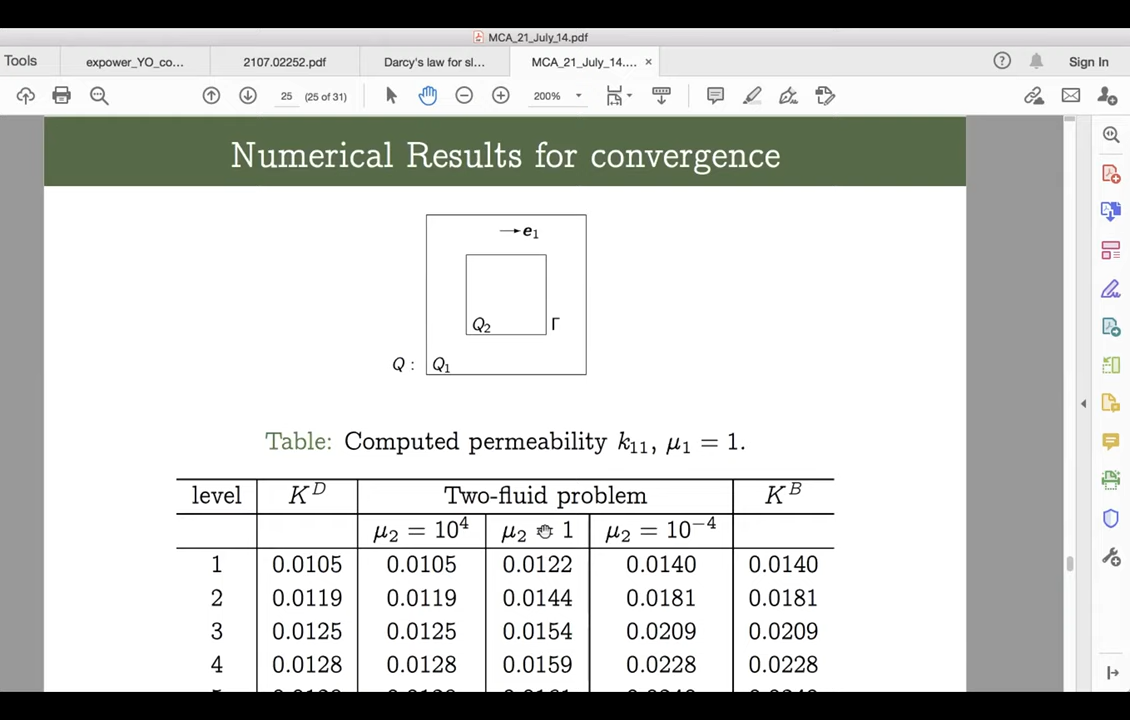 MCA_21_July_14.pdf
Tools expower_YO_co... 2107.02252.pdf Darcy's law for sl... MCA_21_July_14.... × Sign In
25 (25 of 31) 200%
Numerical Results for convergence
→e₁
Q₂ Γ
Q : Q₁
Table: Computed permeability k₁₁, μ₁ = 1.
level K^D Two-fluid problem K^B
μ₂ = 10⁴ μ₂ = 1 μ₂ = 10⁻⁴
1 0.0105 0.0105 0.0122 0.0140 0.0140
2 0.0119 0.0119 0.0144 0.0181 0.0181
3 0.0125 0.0125 0.0154 0.0209 0.0209
4 0.0128 0.0128 0.0159 0.0228 0.0228